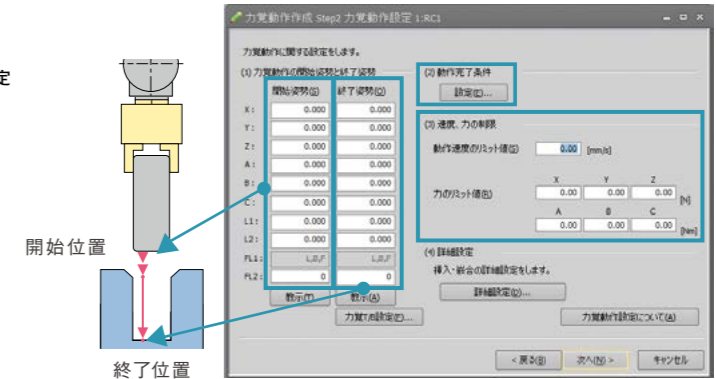 定
開始位置
終了位置
力覚動作作成 Step2 力覚動作設定 1:RC1
力覚動作に関する設定をします。
(1) 力覚動作の開始姿勢と終了姿勢
開始姿勢(S) 終了姿勢(Q)
X: 0.000 0.000
Y: 0.000 0.000
Z: 0.000 0.000
A: 0.000 0.000
B: 0.000 0.000
C: 0.000 0.000
L1: 0.000 0.000
L2: 0.000 0.000
FL1: L,B,F L,B,F
FL2: 0 0
教示(T) 教示(A)
(2) 動作完了条件
設定(E)...
(3) 速度、力の制限
動作速度のリミット値(S) 0.00 [mm/s]
X Y Z
力のリミット値(R) 0.00 0.00 0.00 [N]
A B C
0.00 0.00 0.00 [Nm]
(4) 詳細設定
挿入・嵌合の詳細設定をします。
詳細設定(D)...
力覚動作設定について(A)
< 戻る(B) 次へ(N) > キャンセル